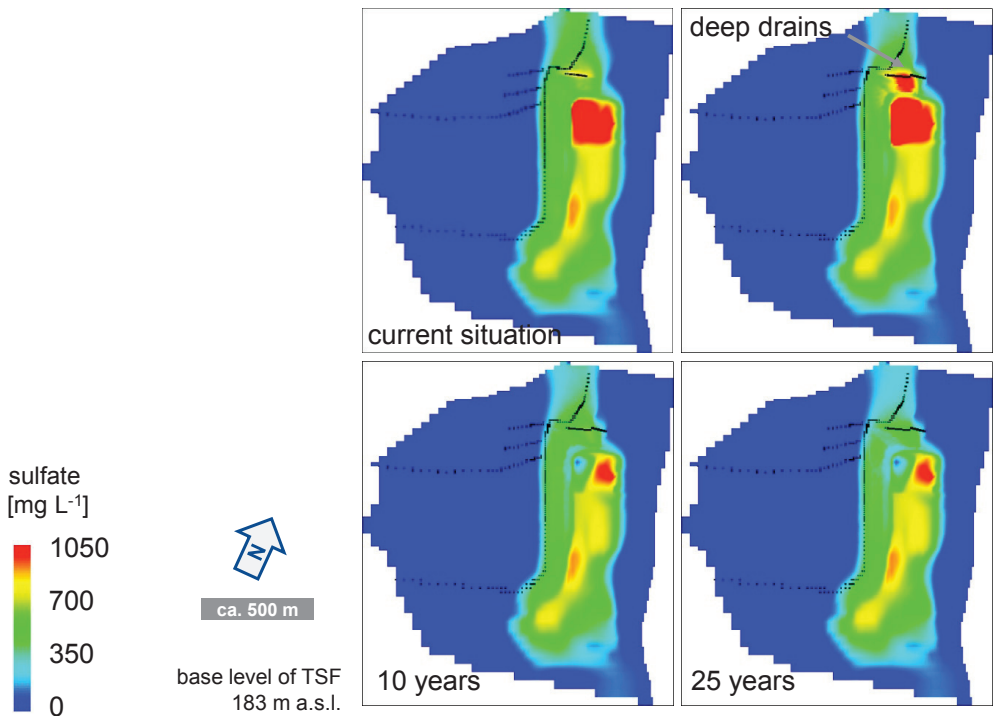 deep drains
current situation
sulfate
[mg L-1]
1050
700
350
0
N
ca. 500 m
base level of TSF
183 m a.s.l.
10 years
25 years